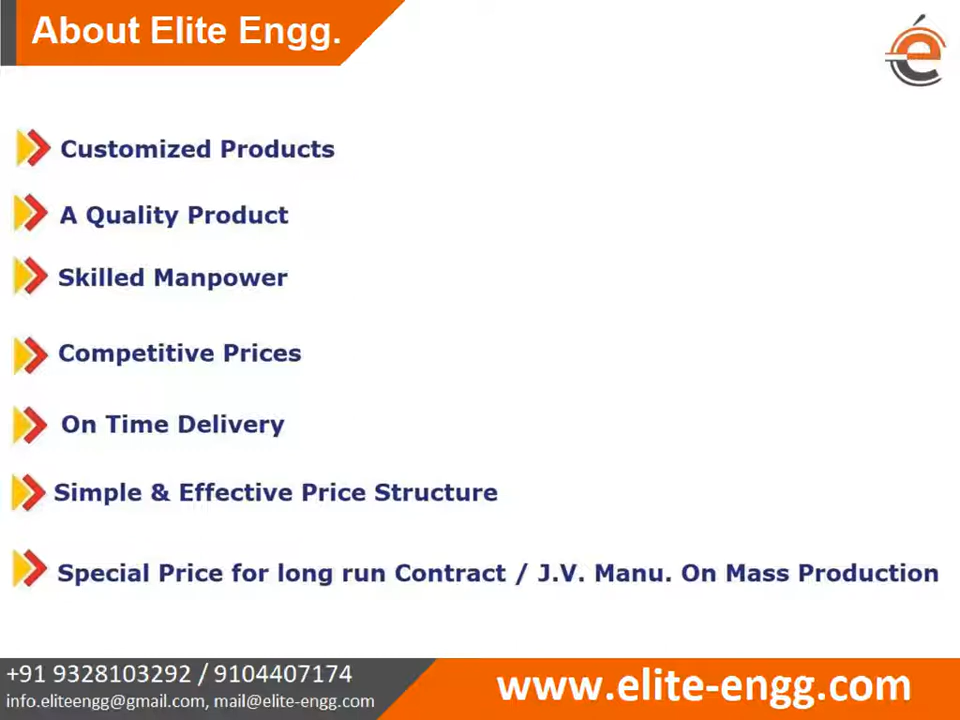 About Elite Engg.
Customized Products
A Quality Product
Skilled Manpower
Competitive Prices
On Time Delivery
Simple & Effective Price Structure
Special Price for long run Contract / J.V. Manu. On Mass Production
+91 9328103292 / 9104407174
info.eliteengg@gmail.com, mail@elite-engg.com
www.elite-engg.com